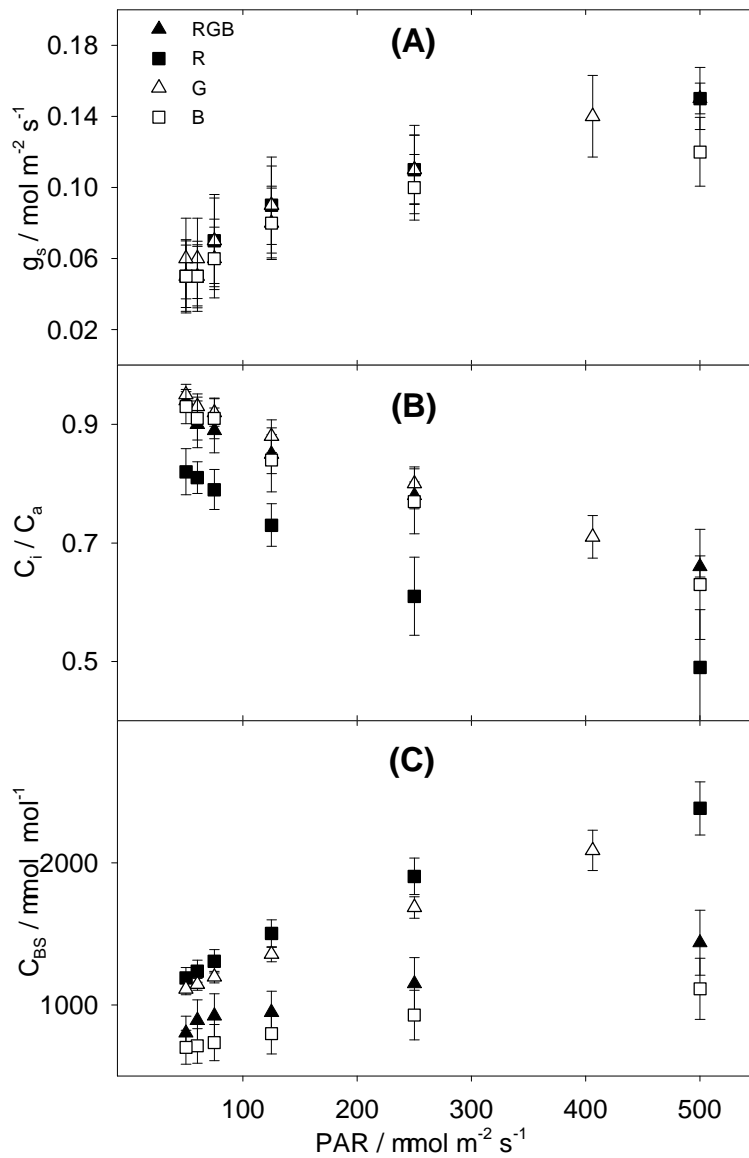 RGB
R
G
B
(A)
0.18
0.14
0.10
0.06
0.02
g_s / mol m^-2 s^-1
(B)
0.9
0.7
0.5
C_i / C_a
(C)
2000
1000
C_BS / mmol mol^-1
100 200 300 400 500
PAR / mmol m^-2 s^-1